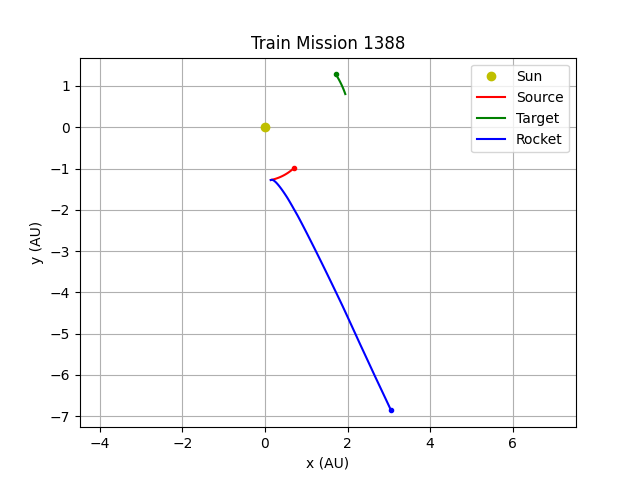 Train Mission 1388
Sun
Source
Target
Rocket
y (AU)
1
0
−1
−2
−3
−4
−5
−6
−7
−4
−2
0
2
4
6
x (AU)